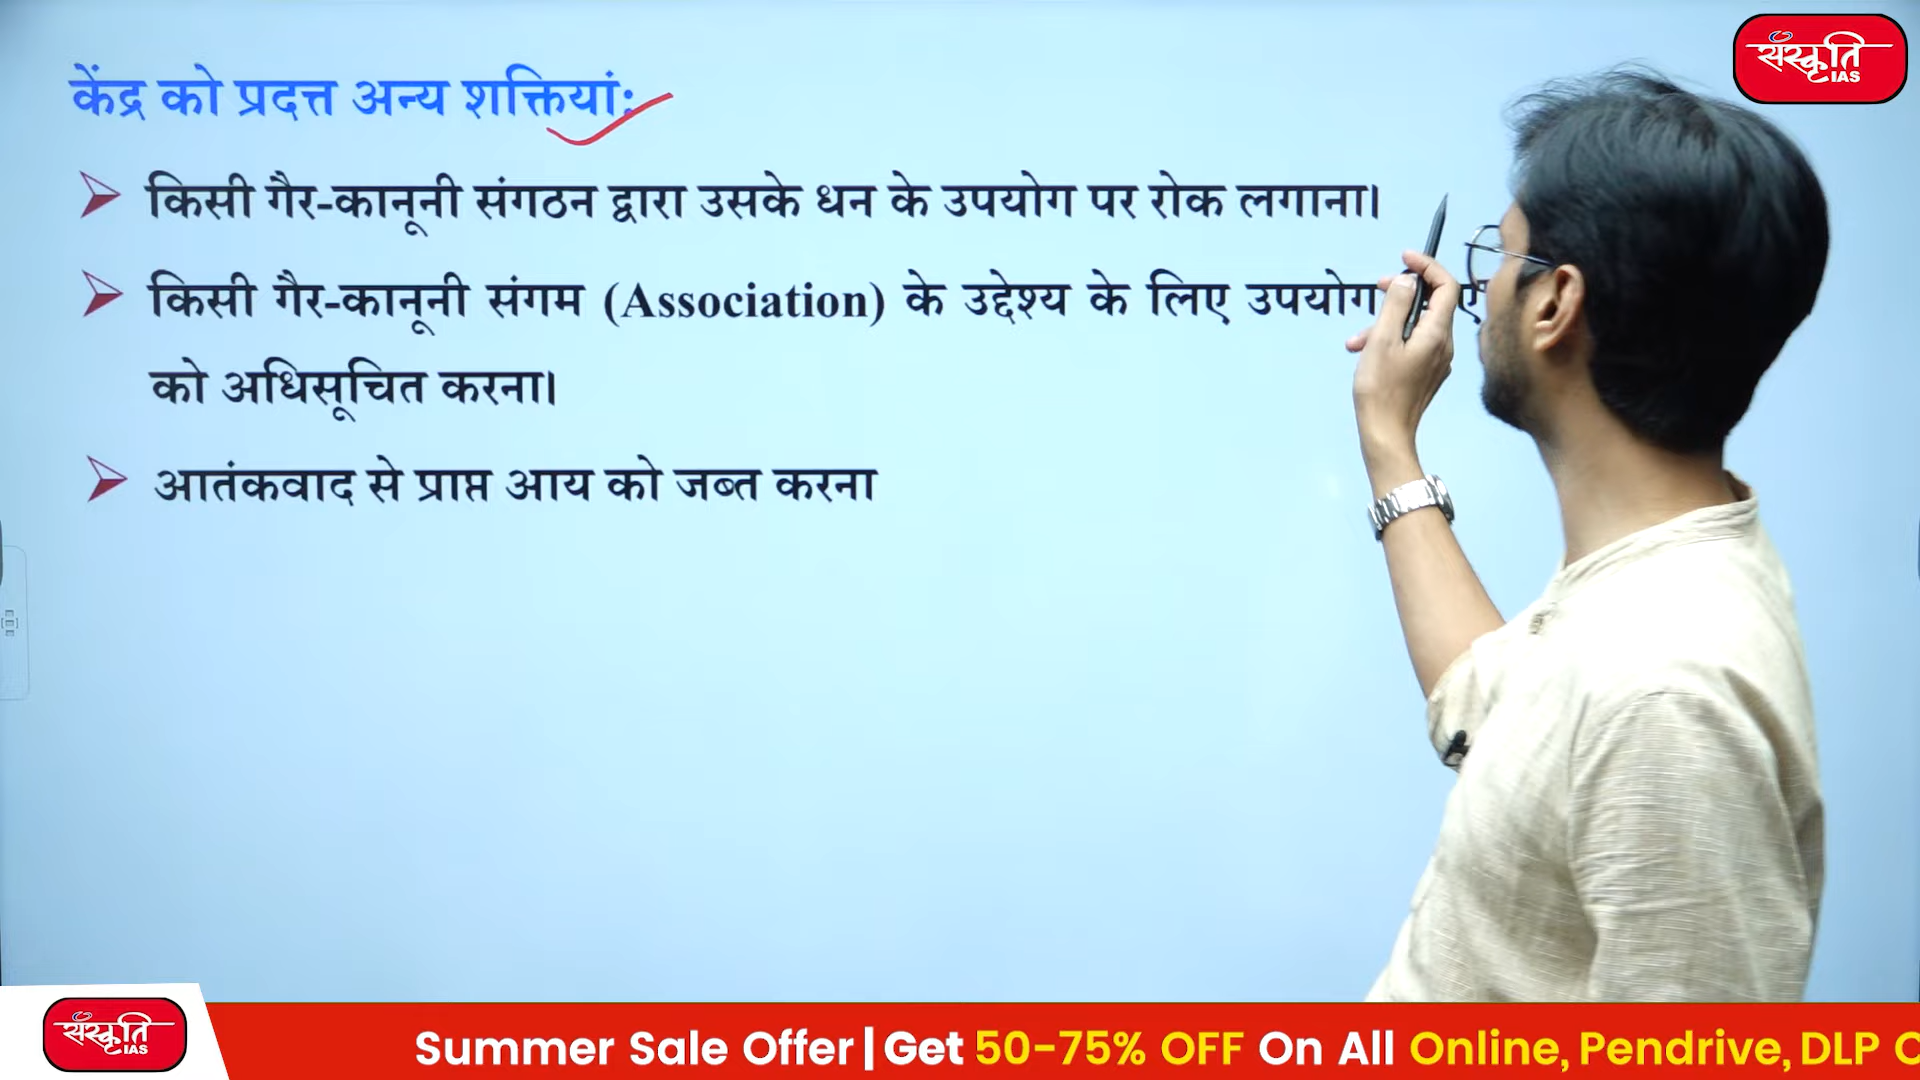 संस्कृति
IAS
केंद्र को प्रदत्त अन्य शक्तियां:
किसी गैर-कानूनी संगठन द्वारा उसके धन के उपयोग पर रोक लगाना।
किसी गैर-कानूनी संगम (Association) के उद्देश्य के लिए उपयोग
को अधिसूचित करना।
आतंकवाद से प्राप्त आय को जब्त करना
संस्कृति
IAS
Summer Sale Offer | Get 50-75% OFF On All Online, Pendrive, DLP